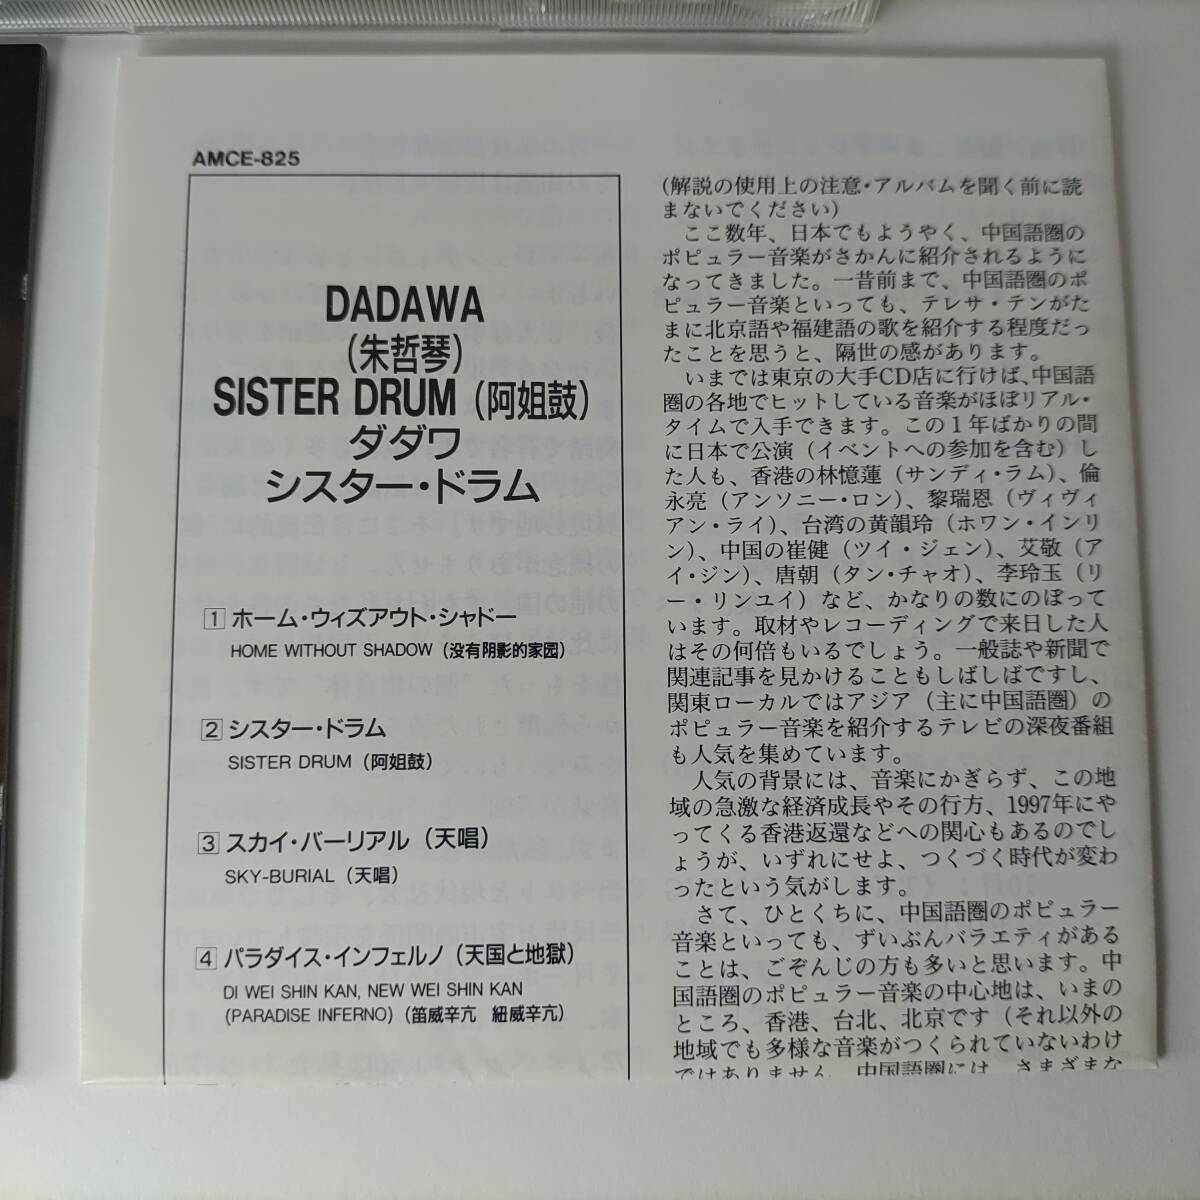 AMCE-825
DADAWA
(朱哲琴)
SISTER DRUM (阿姐鼓)
ダダワ
シスター・ドラム
1 ホーム・ウィズアウト・シャドー
HOME WITHOUT SHADOW (没有阴影的家园)
2 シスター・ドラム
SISTER DRUM (阿姐鼓)
3 スカイ・バーリアル (天唱)
SKY-BURIAL (天唱)
4 パラダイス・インフェルノ (天国と地獄)
DI WEI SHIN KAN, NEW WEI SHIN KAN
(PARADISE INFERNO) (笛威辛亢 紐威辛亢)
(解説の使用上の注意・アルバムを聞く前に読
まないでください)
ここ数年、日本でもようやく、中国語圏の
ポピュラー音楽がさかんに紹介されるように
なってきました。一昔前まで、中国語圏のポ
ピュラー音楽といっても、テレサ・テンがた
まに北京語や福建語の歌を紹介する程度だっ
たことを思うと、隔世の感があります。
いまでは東京の大手CD店に行けば、中国語
圏の各地でヒットしている音楽がほぼリアル・
タイムで入手できます。この1年ばかりの間
に日本で公演（イベントへの参加を含む）し
た人も、香港の林憶蓮（サンディ・ラム)、倫
永亮（アンソニー・ロン）、黎瑞恩（ヴィヴィ
アン・ライ)、台湾の黄韻玲（ホワン・インリ
ン）、中国の崔健（ツイ・ジェン）、艾敬（ア
イ・ジン）、唐朝（タン・チャオ）、李玲玉（リ
ー・リンユイ）など、かなりの数にのぼって
います。取材やレコーディングで来日した人
はその何倍もいるでしょう。一般誌や新聞で
関連記事を見かけることもしばしばですし、
関東ローカルではアジア（主に中国語圏）の
ポピュラー音楽を紹介するテレビの深夜番組
も人気を集めています。
人気の背景には、音楽にかぎらず、この地
域の急激な経済成長やその行方、1997年にや
ってくる香港返還などへの関心もあるのでし
ょうが、いずれにせよ、つくづく時代が変わ
ったという気がします。
さて、ひとくちに、中国語圏のポピュラー
音楽といっても、ずいぶんバラエティがある
ことは、ごぞんじの方も多いと思います。中
国語圏のポピュラー音楽の中心地は、いまの
ところ、香港、台北、北京です（それ以外の
地域でも多様な音楽がつくられていないわけ
ではありません。中国語圏には、さまざまな